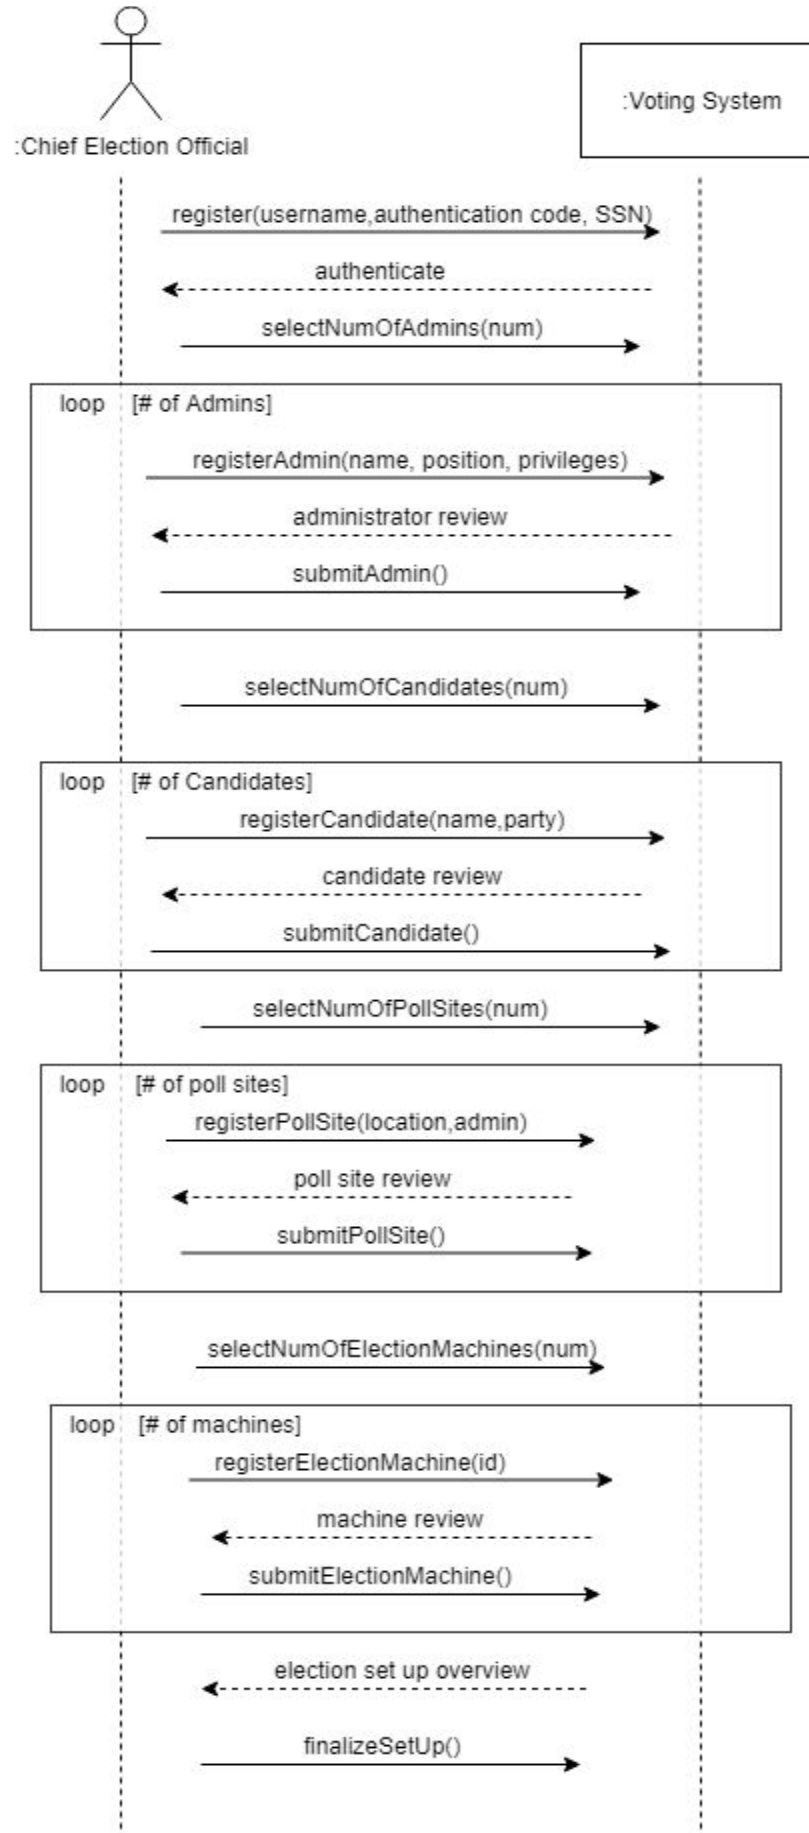 :Chief Election Official
:Voting System
register(username,authentication code, SSN)
authenticate
selectNumOfAdmins(num)
loop [# of Admins]
registerAdmin(name, position, privileges)
administrator review
submitAdmin()
selectNumOfCandidates(num)
loop [# of Candidates]
registerCandidate(name,party)
candidate review
submitCandidate()
selectNumOfPollSites(num)
loop [# of poll sites]
registerPollSite(location,admin)
poll site review
submitPollSite()
selectNumOfElectionMachines(num)
loop [# of machines]
registerElectionMachine(id)
machine review
submitElectionMachine()
election set up overview
finalizeSetUp()